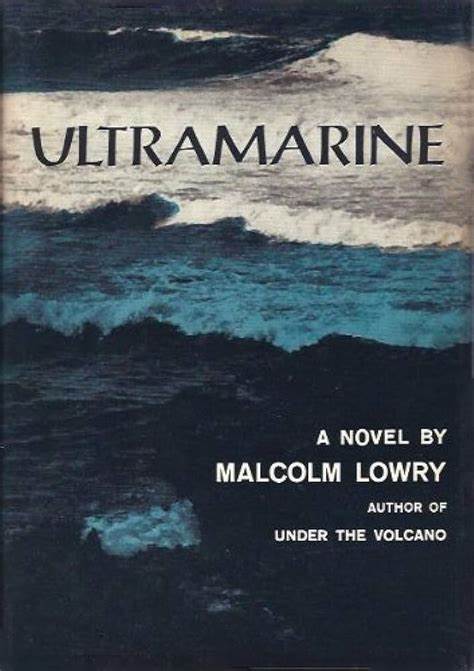 ULTRAMARINE
A NOVEL BY
MALCOLM LOWRY
AUTHOR OF
UNDER THE VOLCANO